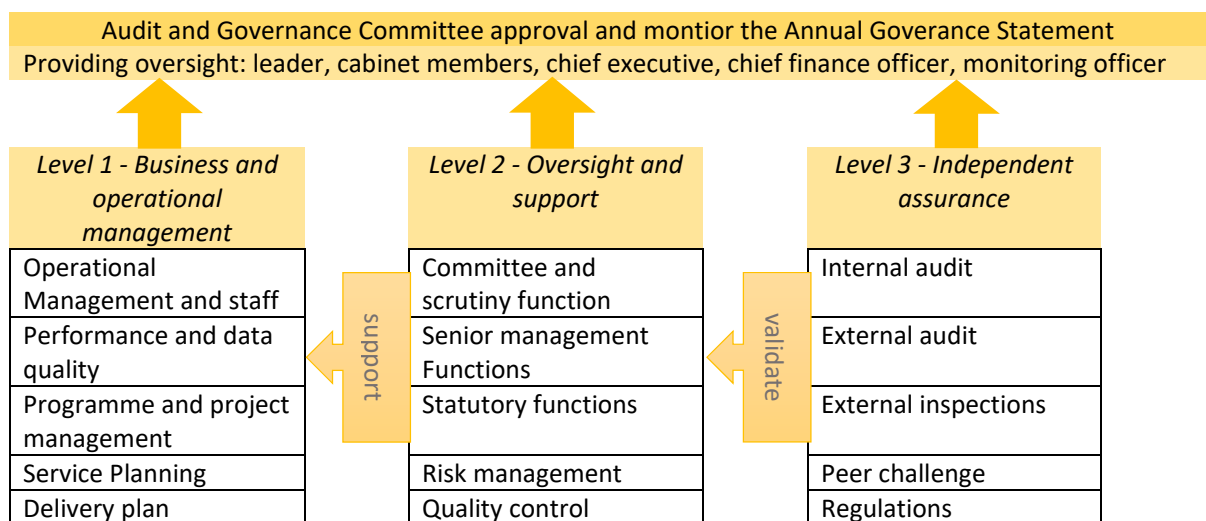 Audit and Governance Committee approval and montior the Annual Goverance Statement
Providing oversight: leader, cabinet members, chief executive, chief finance officer, monitoring officer
Level 1 - Business and
operational
management
Operational
Management and staff
Performance and data
quality
Programme and project
management
Service Planning
Delivery plan
support
Level 2 - Oversight and
support
Committee and
scrutiny function
Senior management
Functions
Statutory functions
Risk management
Quality control
validate
Level 3 - Independent
assurance
Internal audit
External audit
External inspections
Peer challenge
Regulations